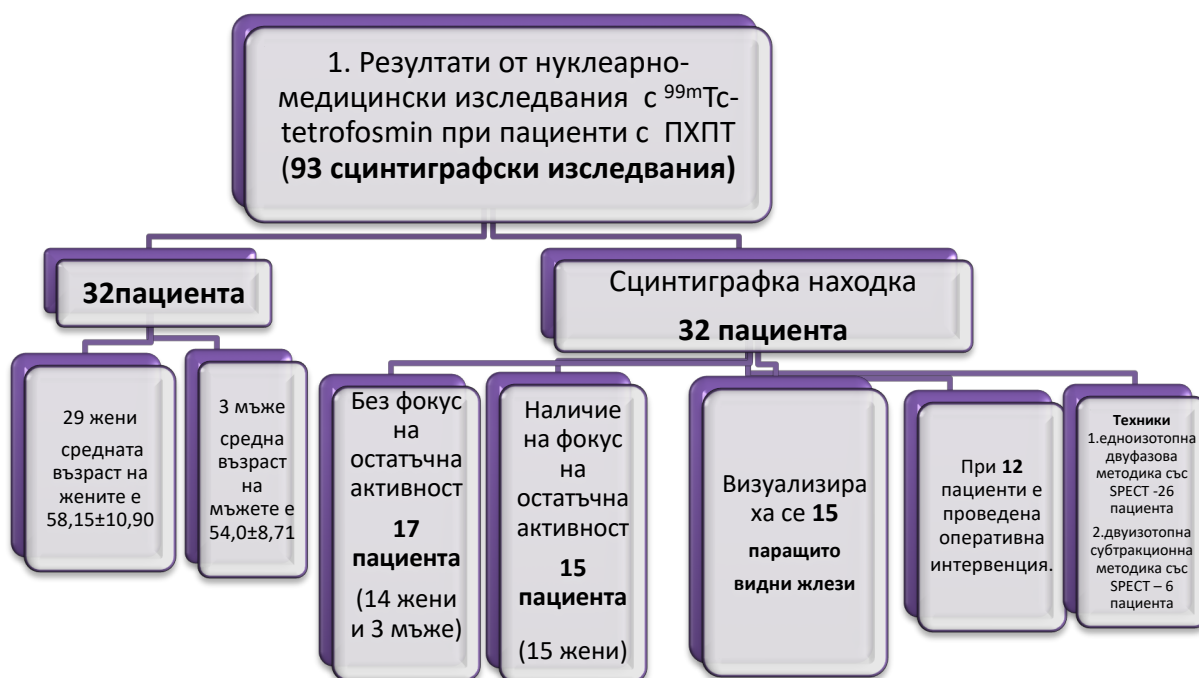 1. Резултати от нуклеарно-
медицински изследвания с ⁹⁹ᵐTc-
tetrofosmin при пациенти с ПХПТ
(93 сцинтиграфски изследвания)
32пациента
Сцинтиграфка находка
32 пациента
29 жени
средната
възраст на
жените е
58,15±10,90
3 мъже
средна
възраст
на
мъжете е
54,0±8,71
Без фокус
на
остатъчна
активност
17
пациента
(14 жени
и 3 мъже)
Наличие
на фокус
на
остатъчна
активност
15
пациента
(15 жени)
Визуализира
ха се 15
паращито
видни жлези
При 12
пациенти е
проведена
оперативна
интервенция.
Техники
1.едноизотопна
двуфазова
методика със
SPECT -26
пациента
2.двуизотопна
субтракционна
методика със
SPECT – 6
пациента